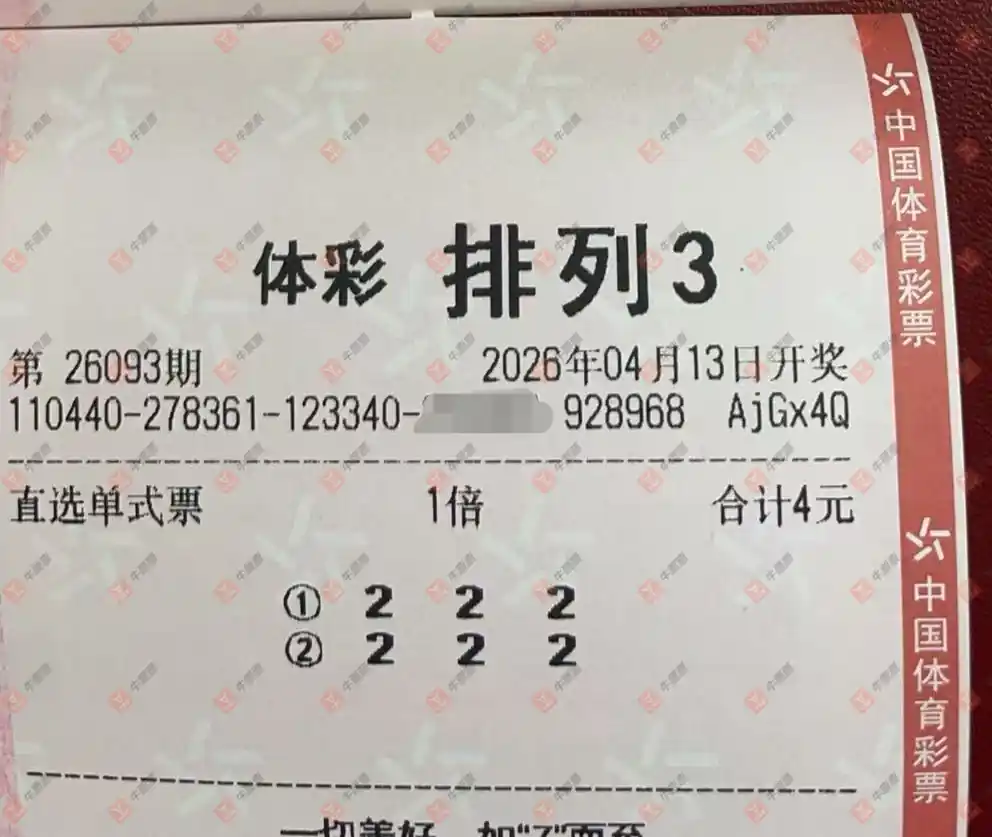 体彩 排列3
第 26093期 2026年04月13日开奖
110440-278361-123340- 928968 AjGx4Q
直选单式票 1倍 合计4元
① 2 2 2
② 2 2 2
中国体育彩票
中国体育彩票